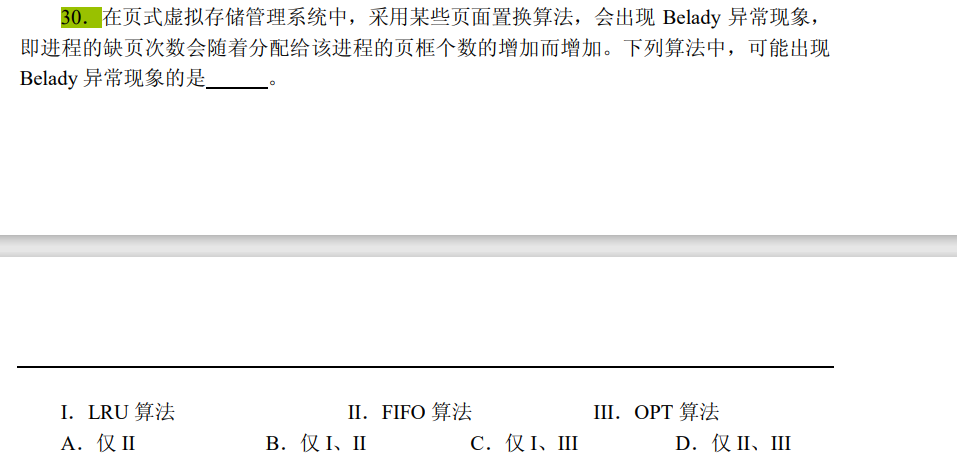 30．在页式虚拟存储管理系统中，采用某些页面置换算法，会出现 Belady 异常现象，
即进程的缺页次数会随着分配给该进程的页框个数的增加而增加。下列算法中，可能出现
Belady 异常现象的是______。
I．LRU 算法 II．FIFO 算法 III．OPT 算法
A．仅 II B．仅 I、II C．仅 I、III D．仅 II、III